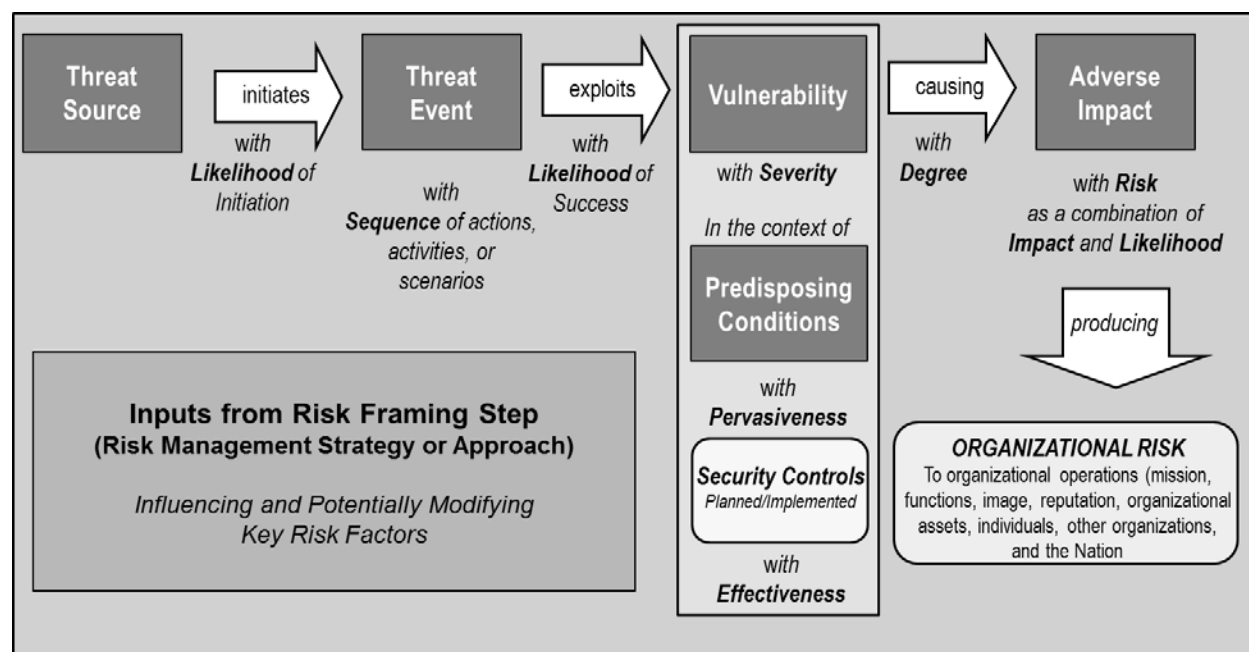 Threat
Source
initiates
with
Likelihood of
Initiation
Threat
Event
with
Sequence of actions,
activities, or
scenarios
exploits
with
Likelihood of
Success
Vulnerability
with Severity
In the context of
Predisposing
Conditions
with
Pervasiveness
Security Controls
Planned/Implemented
with
Effectiveness
causing
with
Degree
Adverse
Impact
with Risk
as a combination of
Impact and Likelihood
producing
ORGANIZATIONAL RISK
To organizational operations (mission,
functions, image, reputation, organizational
assets, individuals, other organizations,
and the Nation
Inputs from Risk Framing Step
(Risk Management Strategy or Approach)
Influencing and Potentially Modifying
Key Risk Factors